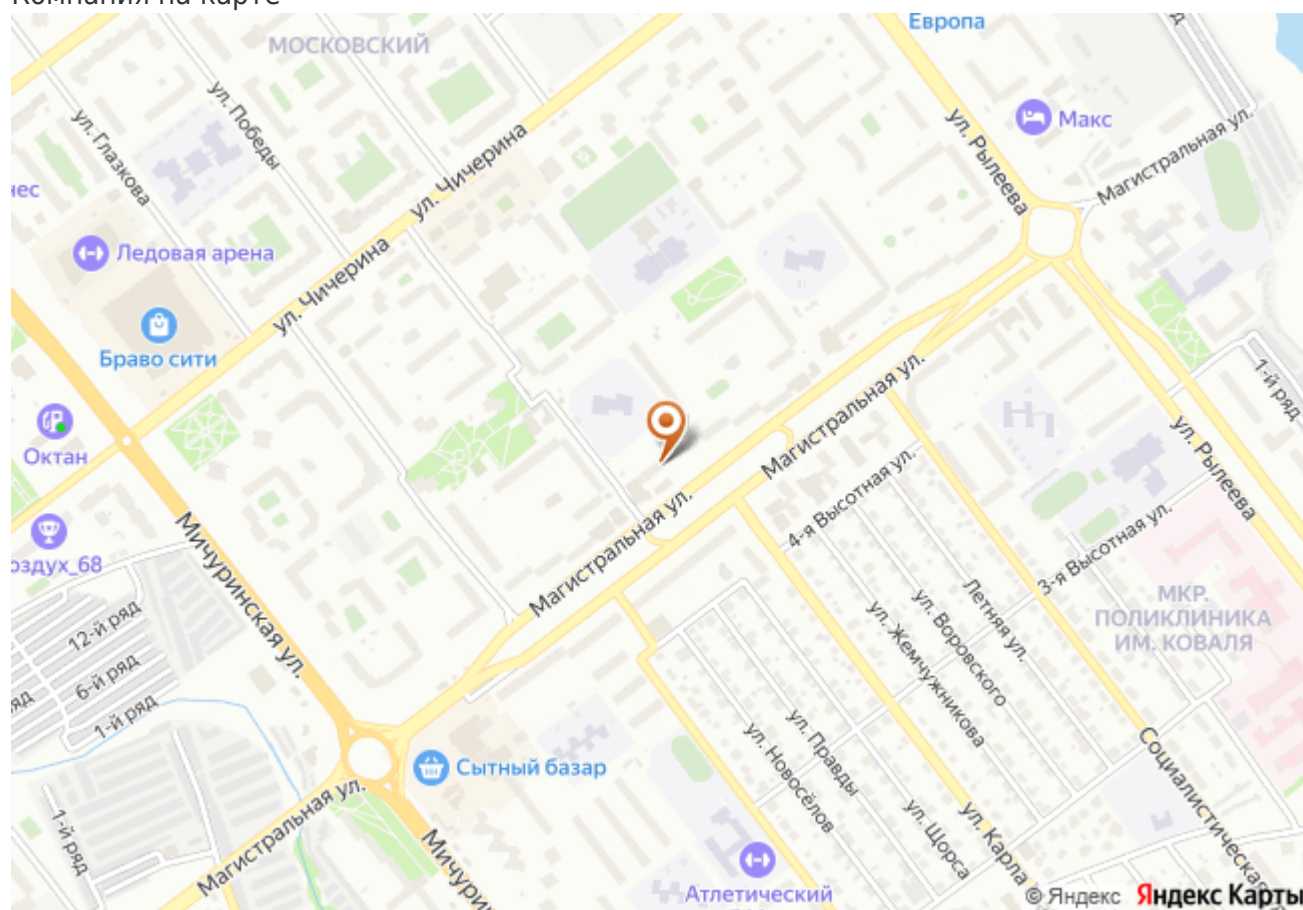 Компания на карте
Европа
МОСКОВСКИЙ
ул. Победы
ул. Глазкова
ул. Чичерина
ул. Рылеева
Макс
Магистральная ул.
Ледовая арена
ул. Чичерина
Браво сити
1-й ряд
Октан
Магистральная ул.
ул. Рылеева
4-я Высотная ул.
Магистральная ул.
3-я Высотная ул.
Мичуринская ул.
Летняя ул.
ул. Воровского
ул. Жемчужникова
МКР.
ПОЛИКЛИНИКА
ИМ. КОВАЛЯ
12-й ряд
6-й ряд
1-й ряд
ул. Правды
ул. Новосёлов
Сытный базар
Социалистическая
ул. Щорса
ул. Карла
1-й ряд
Магистральная ул.
Атлетический
© Яндекс Яндекс Карты